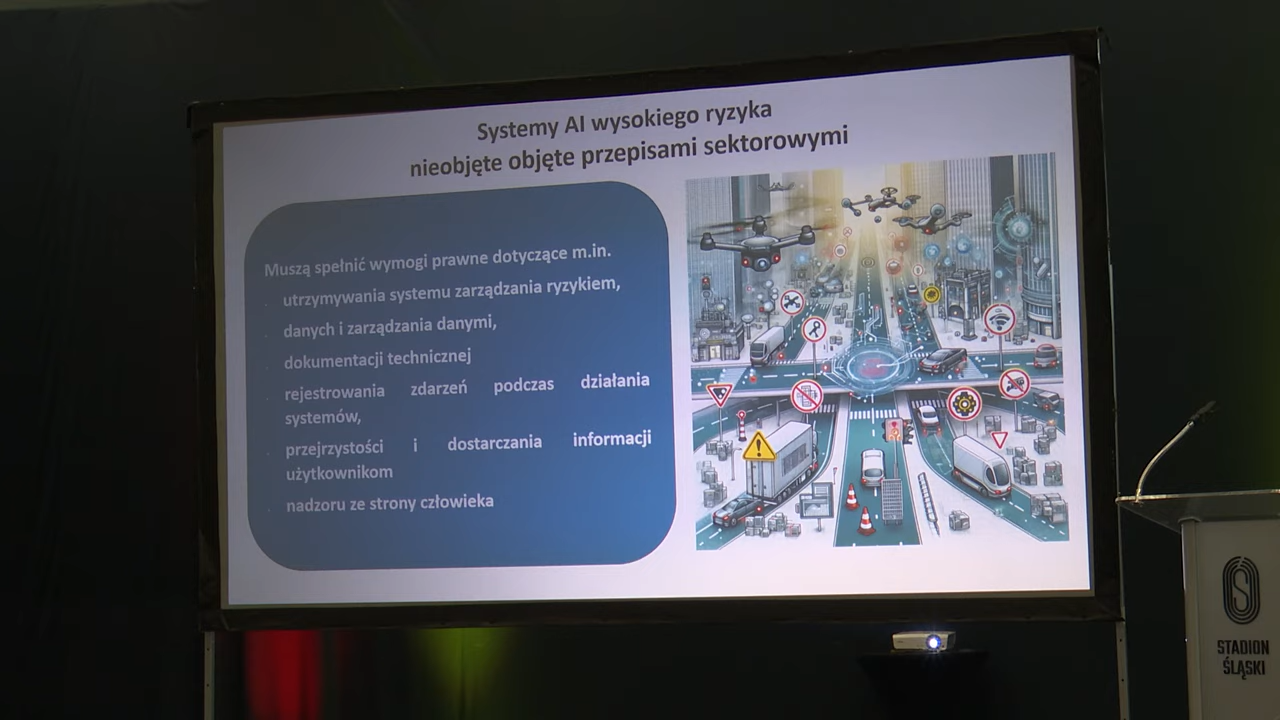 Systemy AI wysokiego ryzyka
nieobjęte objęte przepisami sektorowymi
Muszą spełnić wymogi prawne dotyczące m.in.
utrzymywania systemu zarządzania ryzykiem,
danych i zarządzania danymi,
dokumentacji technicznej
rejestrowania zdarzeń podczas działania
systemów,
przejrzystości i dostarczania informacji
użytkownikom
nadzoru ze strony człowieka
STADION
ŚLĄSKI